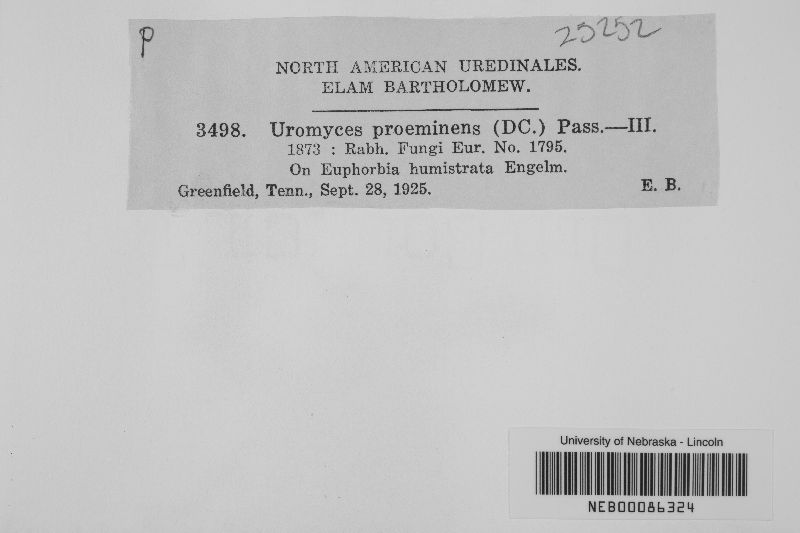 P
25252
NORTH AMERICAN UREDINALES.
ELAM BARTHOLOMEW.
3498. Uromyces proeminens (DC.) Pass.—III.
1873 : Rabh. Fungi Eur. No. 1795.
On Euphorbia humistrata Engelm.
Greenfield, Tenn., Sept. 28, 1925. E. B.
University of Nebraska - Lincoln
NEB00086324